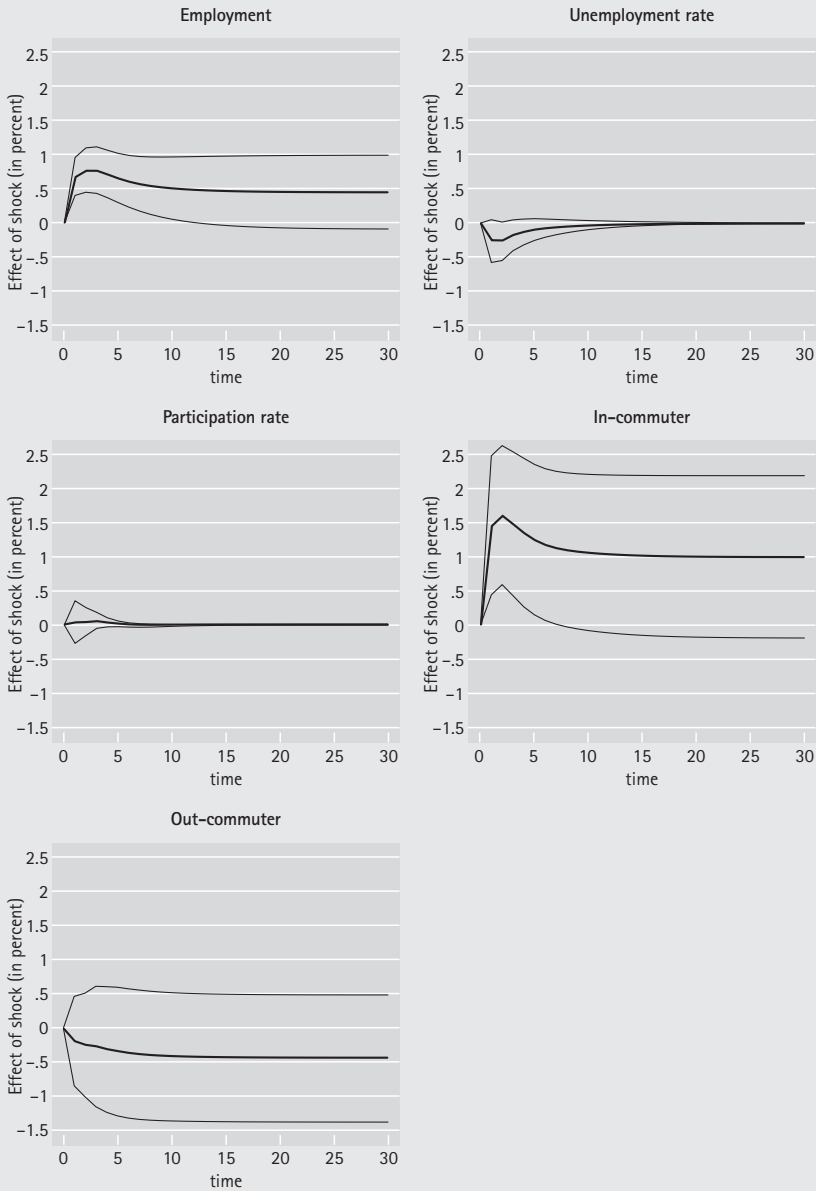 Employment
Effect of shock (in percent)
2.5
2
1.5
1
.5
0
−.5
−1
−1.5
0 5 10 15 20 25 30
time
Unemployment rate
Effect of shock (in percent)
2.5
2
1.5
1
.5
0
−.5
−1
−1.5
0 5 10 15 20 25 30
time
Participation rate
Effect of shock (in percent)
2.5
2
1.5
1
.5
0
−.5
−1
−1.5
0 5 10 15 20 25 30
time
In-commuter
Effect of shock (in percent)
2.5
2
1.5
1
.5
0
−.5
−1
−1.5
0 5 10 15 20 25 30
time
Out-commuter
Effect of shock (in percent)
2.5
2
1.5
1
.5
0
−.5
−1
−1.5
0 5 10 15 20 25 30
time